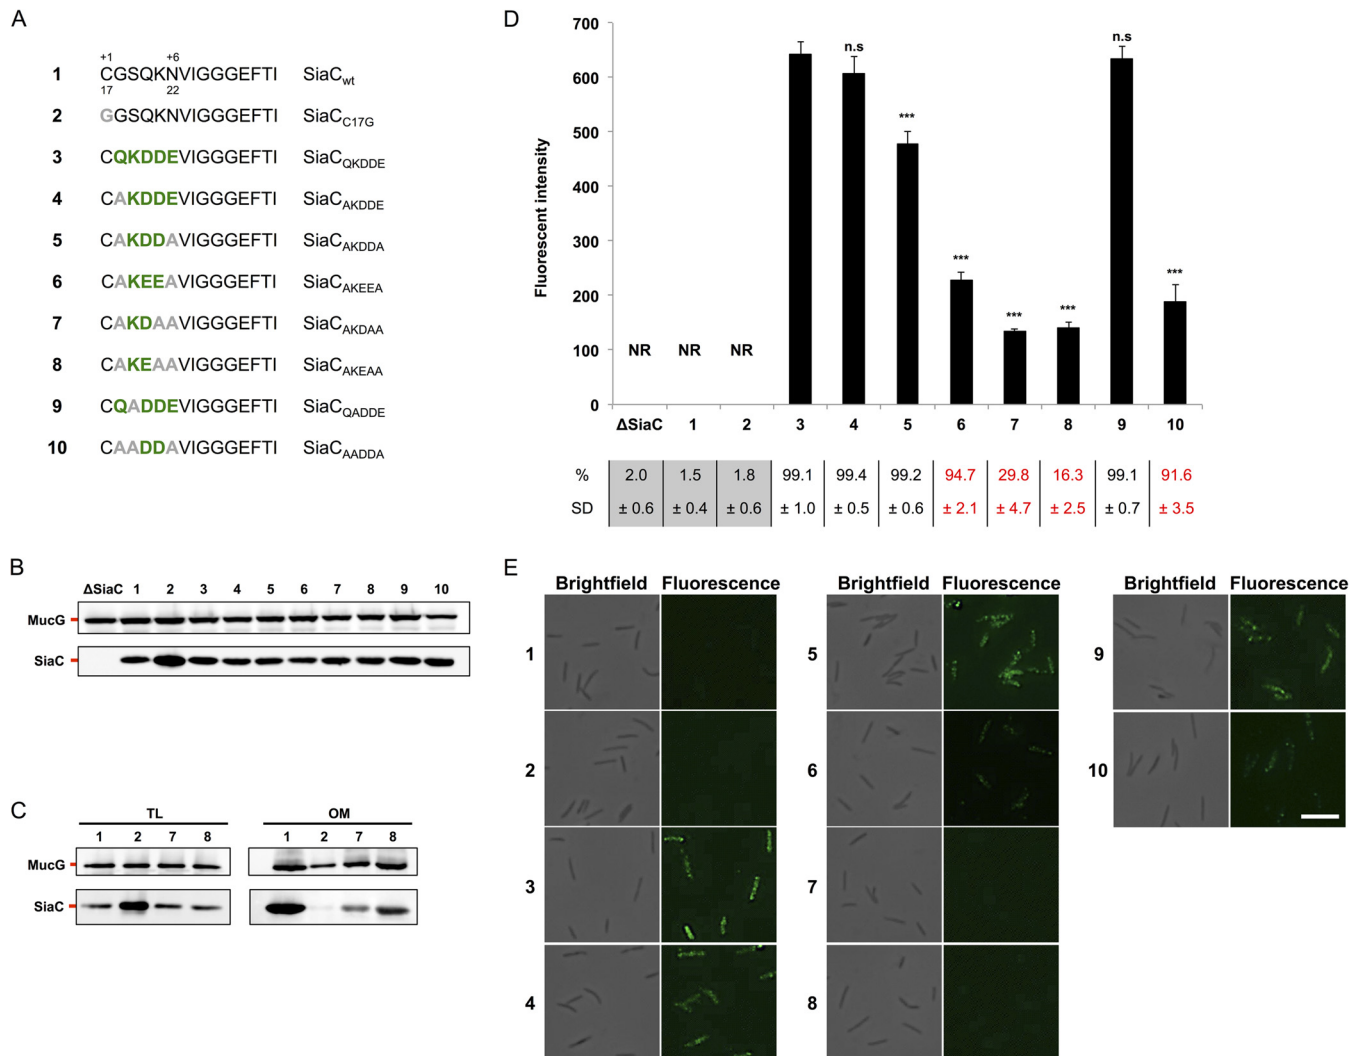 A
+1 +6
1 CGSQKNVIGGGEFTI SiaCwt
17 22
2 GGSQKNVIGGGEFTI SiaCC17G
3 CQKDDEVIGGGEFTI SiaCQKDDE
4 CAKDDEVIGGGEFTI SiaCAKDDE
5 CAKDDAVIGGGEFTI SiaCAKDDA
6 CAKEEAVIGGGEFTI SiaCAKEEA
7 CAKDAAVIGGGEFTI SiaCAKDAA
8 CAKEAAVIGGGEFTI SiaCAKEAA
9 CQADDEVIGGGEFTI SiaCQADDE
10 CAADDAVIGGGEFTI SiaCAADDA
B
ΔSiaC 1 2 3 4 5 6 7 8 9 10
MucG
SiaC
C
TL OM
1 2 7 8 1 2 7 8
MucG
SiaC
D
Fluorescent intensity
700
600
500
400
300
200
100
0
NR NR NR n.s *** *** *** *** n.s ***
ΔSiaC 1 2 3 4 5 6 7 8 9 10
% 2.0 1.5 1.8 99.1 99.4 99.2 94.7 29.8 16.3 99.1 91.6
SD ± 0.6 ± 0.4 ± 0.6 ± 1.0 ± 0.5 ± 0.6 ± 2.1 ± 4.7 ± 2.5 ± 0.7 ± 3.5
E
Brightfield Fluorescence
1
2
3
4
Brightfield Fluorescence
5
6
7
8
Brightfield Fluorescence
9
10